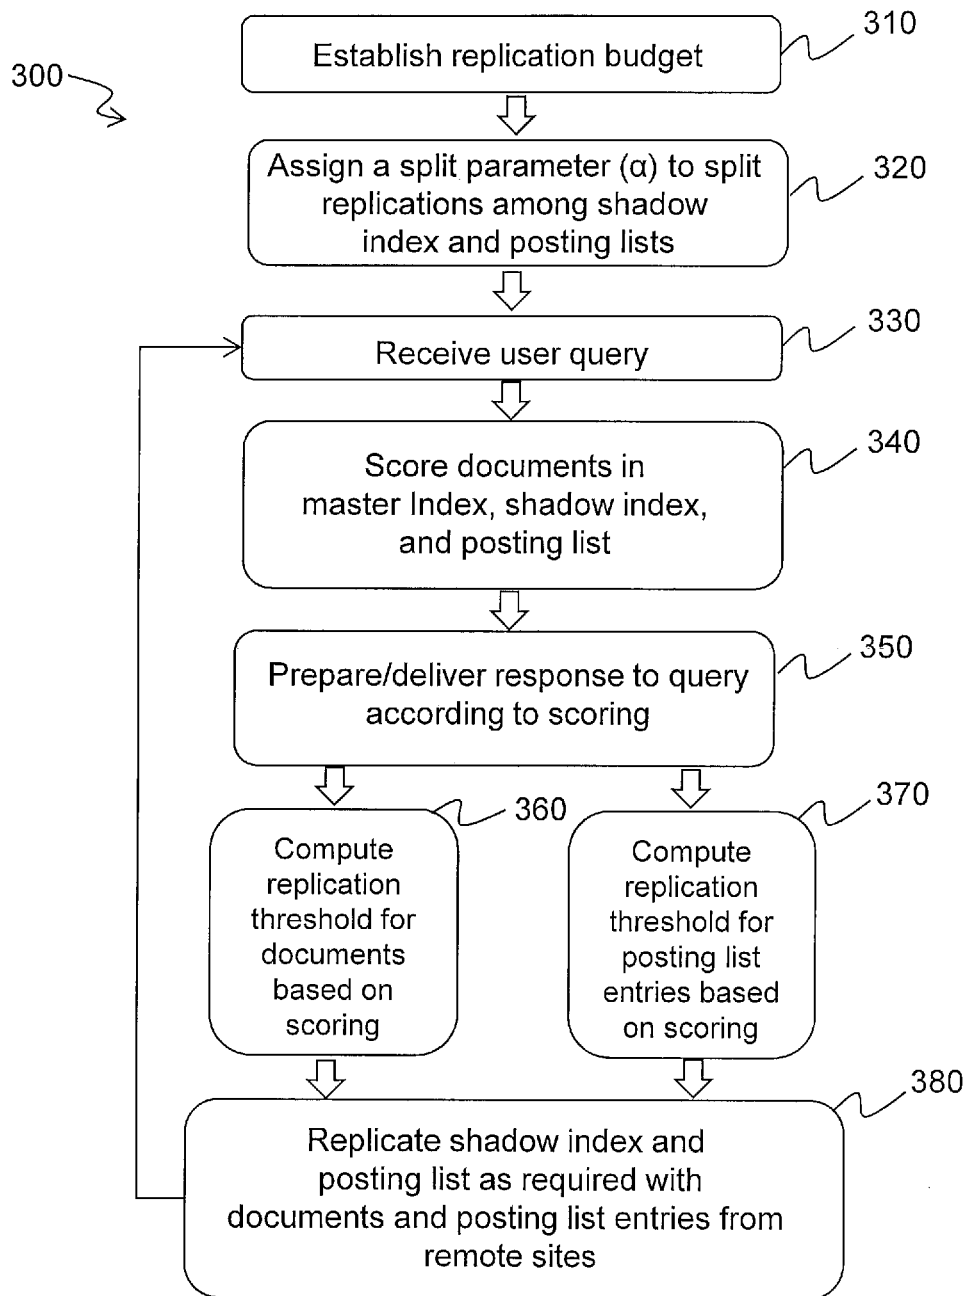 310
Establish replication budget
300
Assign a split parameter (α) to split
replications among shadow
index and posting lists
320
330
Receive user query
340
Score documents in
master Index, shadow index,
and posting list
350
Prepare/deliver response to query
according to scoring
360
370
Compute
replication
threshold for
documents
based on
scoring
Compute
replication
threshold for
posting list
entries based
on scoring
380
Replicate shadow index and
posting list as required with
documents and posting list entries from
remote sites